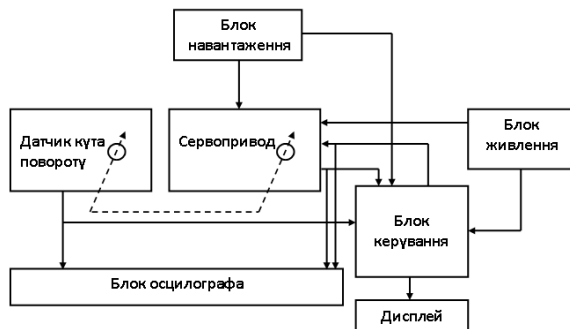 Блок
навантаження
Датчик кута
повороту
Сервопривод
Блок
живлення
Блок
керування
Блок осцилографа
Дисплей